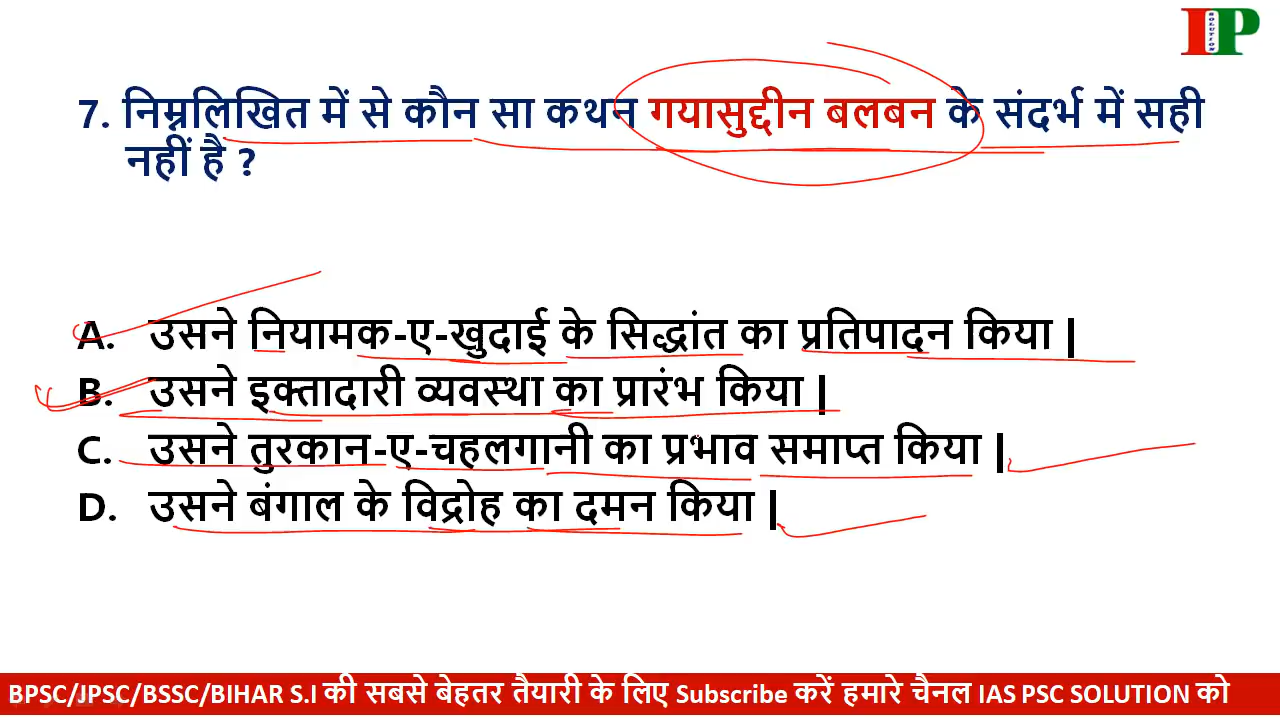 I P
SOLUTION
7. निम्नलिखित में से कौन सा कथन गयासुद्दीन बलबन के संदर्भ में सही
नहीं है ?
A. उसने नियामक-ए-खुदाई के सिद्धांत का प्रतिपादन किया |
B. उसने इक्तादारी व्यवस्था का प्रारंभ किया |
C. उसने तुरकान-ए-चहलगानी का प्रभाव समाप्त किया |
D. उसने बंगाल के विद्रोह का दमन किया |
BPSC/JPSC/BSSC/BIHAR S.I की सबसे बेहतर तैयारी के लिए Subscribe करें हमारे चैनल IAS PSC SOLUTION को